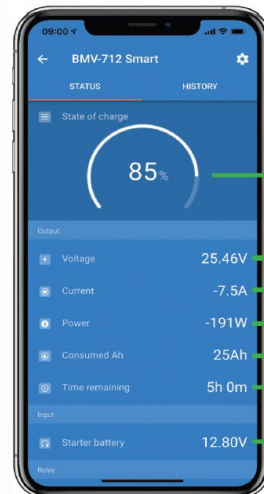 09:00
BMV-712 Smart
STATUS HISTORY
State of charge
85%
Output
Voltage 25.46V
Current -7.5A
Power -191W
Consumed Ah 25Ah
Time remaining 5h 0m
Input
Starter battery 12.80V
Relay